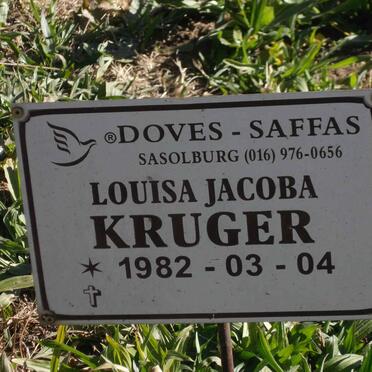 ®DOVES - SAFFAS
SASOLBURG (016) 976-0656
LOUISA JACOBA
KRUGER
✶ 1982 - 03 - 04
✝